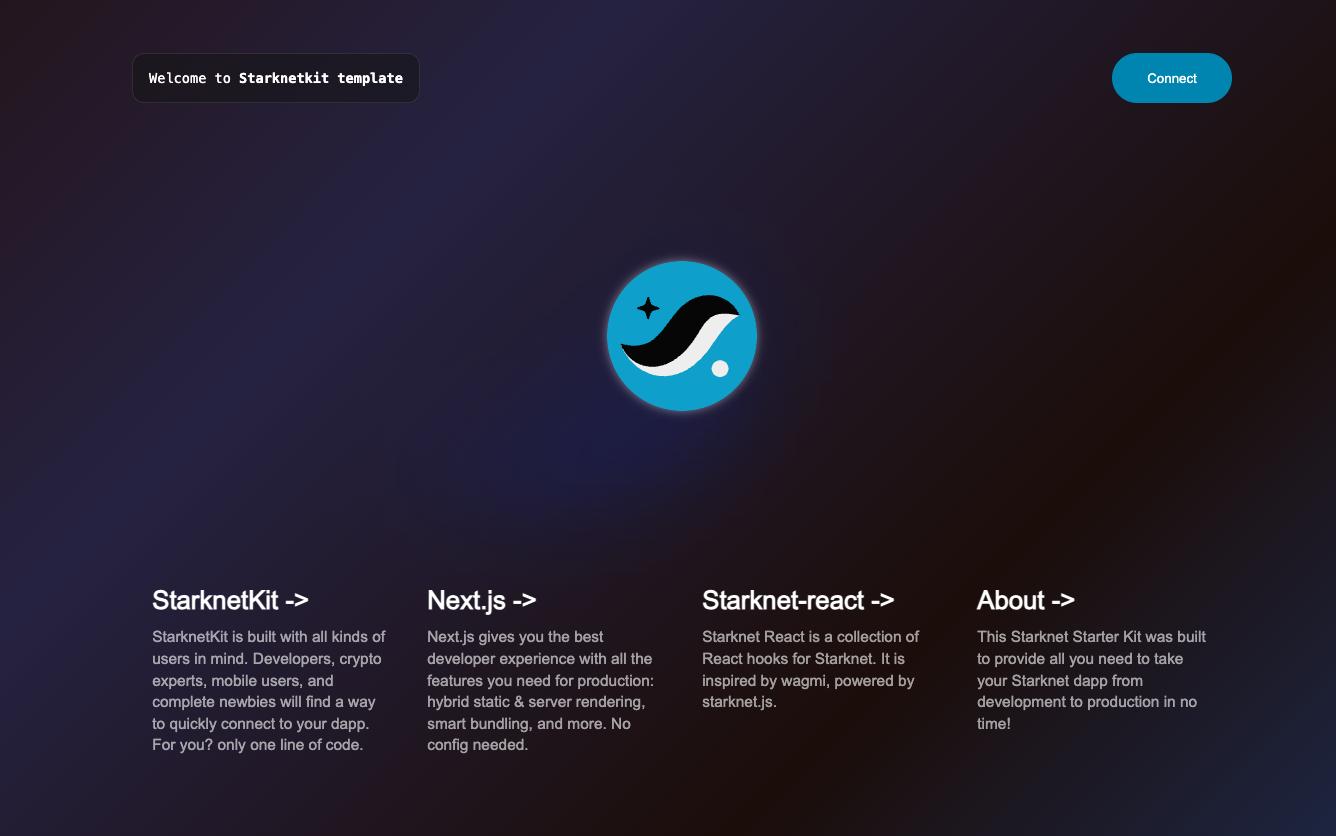 Welcome to Starknetkit template
Connect
StarknetKit ->
StarknetKit is built with all kinds of
users in mind. Developers, crypto
experts, mobile users, and
complete newbies will find a way
to quickly connect to your dapp.
For you? only one line of code.
Next.js ->
Next.js gives you the best
developer experience with all the
features you need for production:
hybrid static & server rendering,
smart bundling, and more. No
config needed.
Starknet-react ->
Starknet React is a collection of
React hooks for Starknet. It is
inspired by wagmi, powered by
starknet.js.
About ->
This Starknet Starter Kit was built
to provide all you need to take
your Starknet dapp from
development to production in no
time!